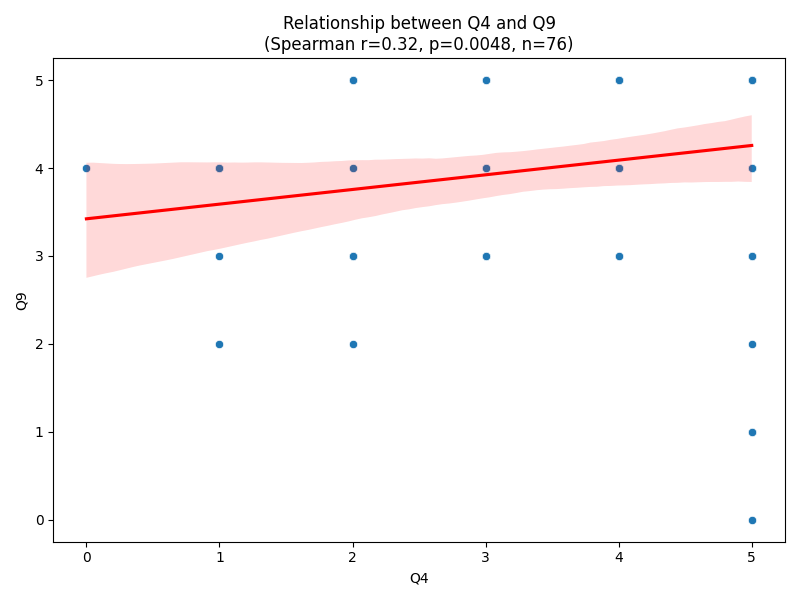 Relationship between Q4 and Q9
(Spearman r=0.32, p=0.0048, n=76)
5
4
3
2
1
0
Q9
0 1 2 3 4 5
Q4